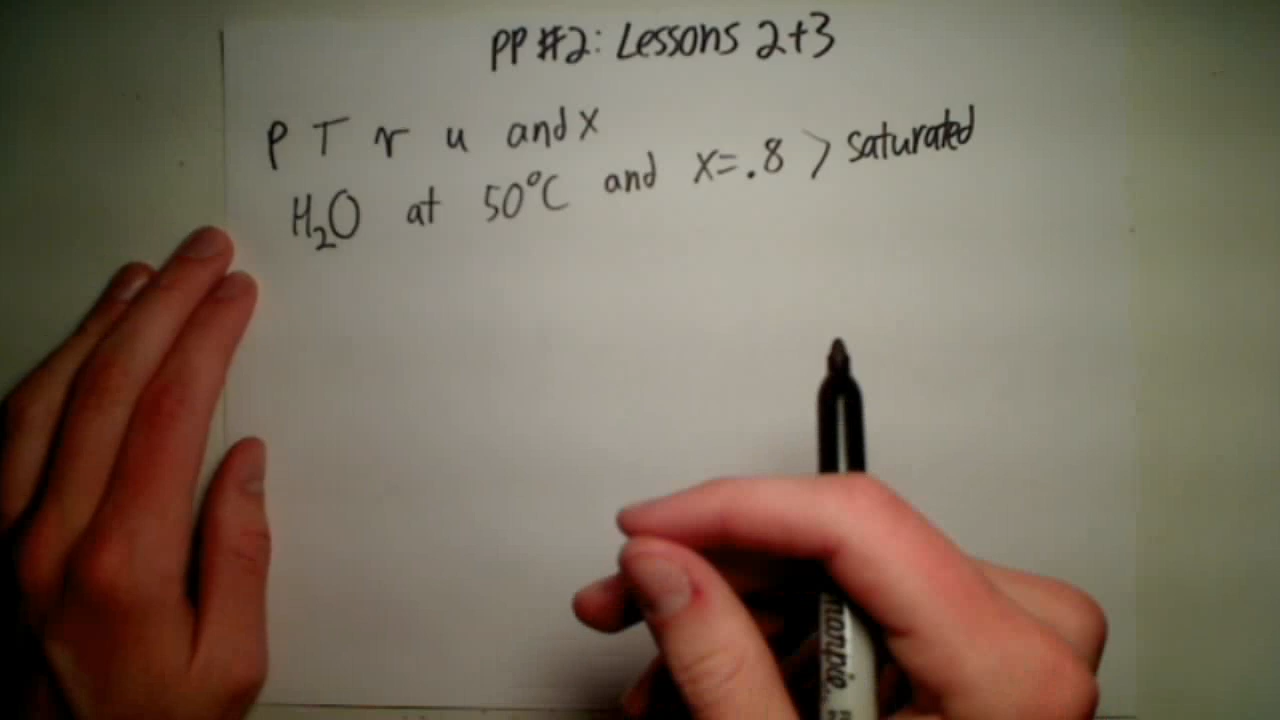 PP #2: Lessons 2+3
P T v u and x
H₂O at 50°C and x=.8 > saturated